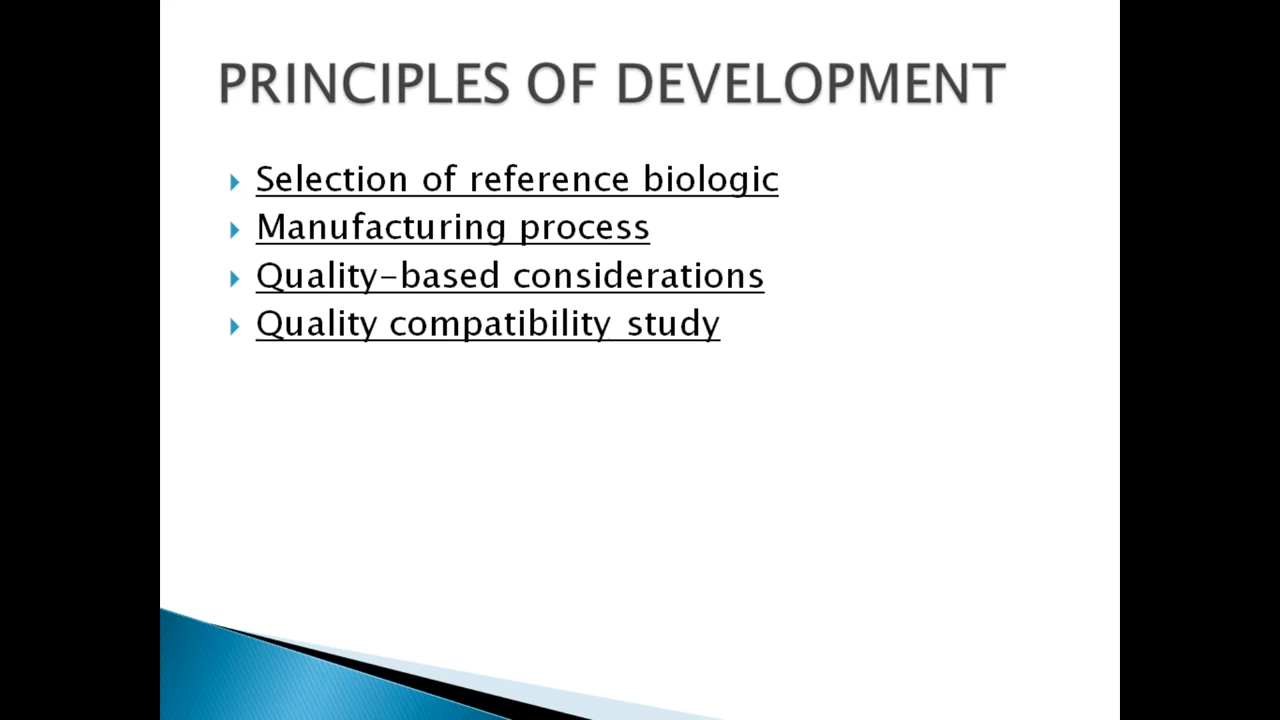 PRINCIPLES OF DEVELOPMENT
Selection of reference biologic
Manufacturing process
Quality-based considerations
Quality compatibility study